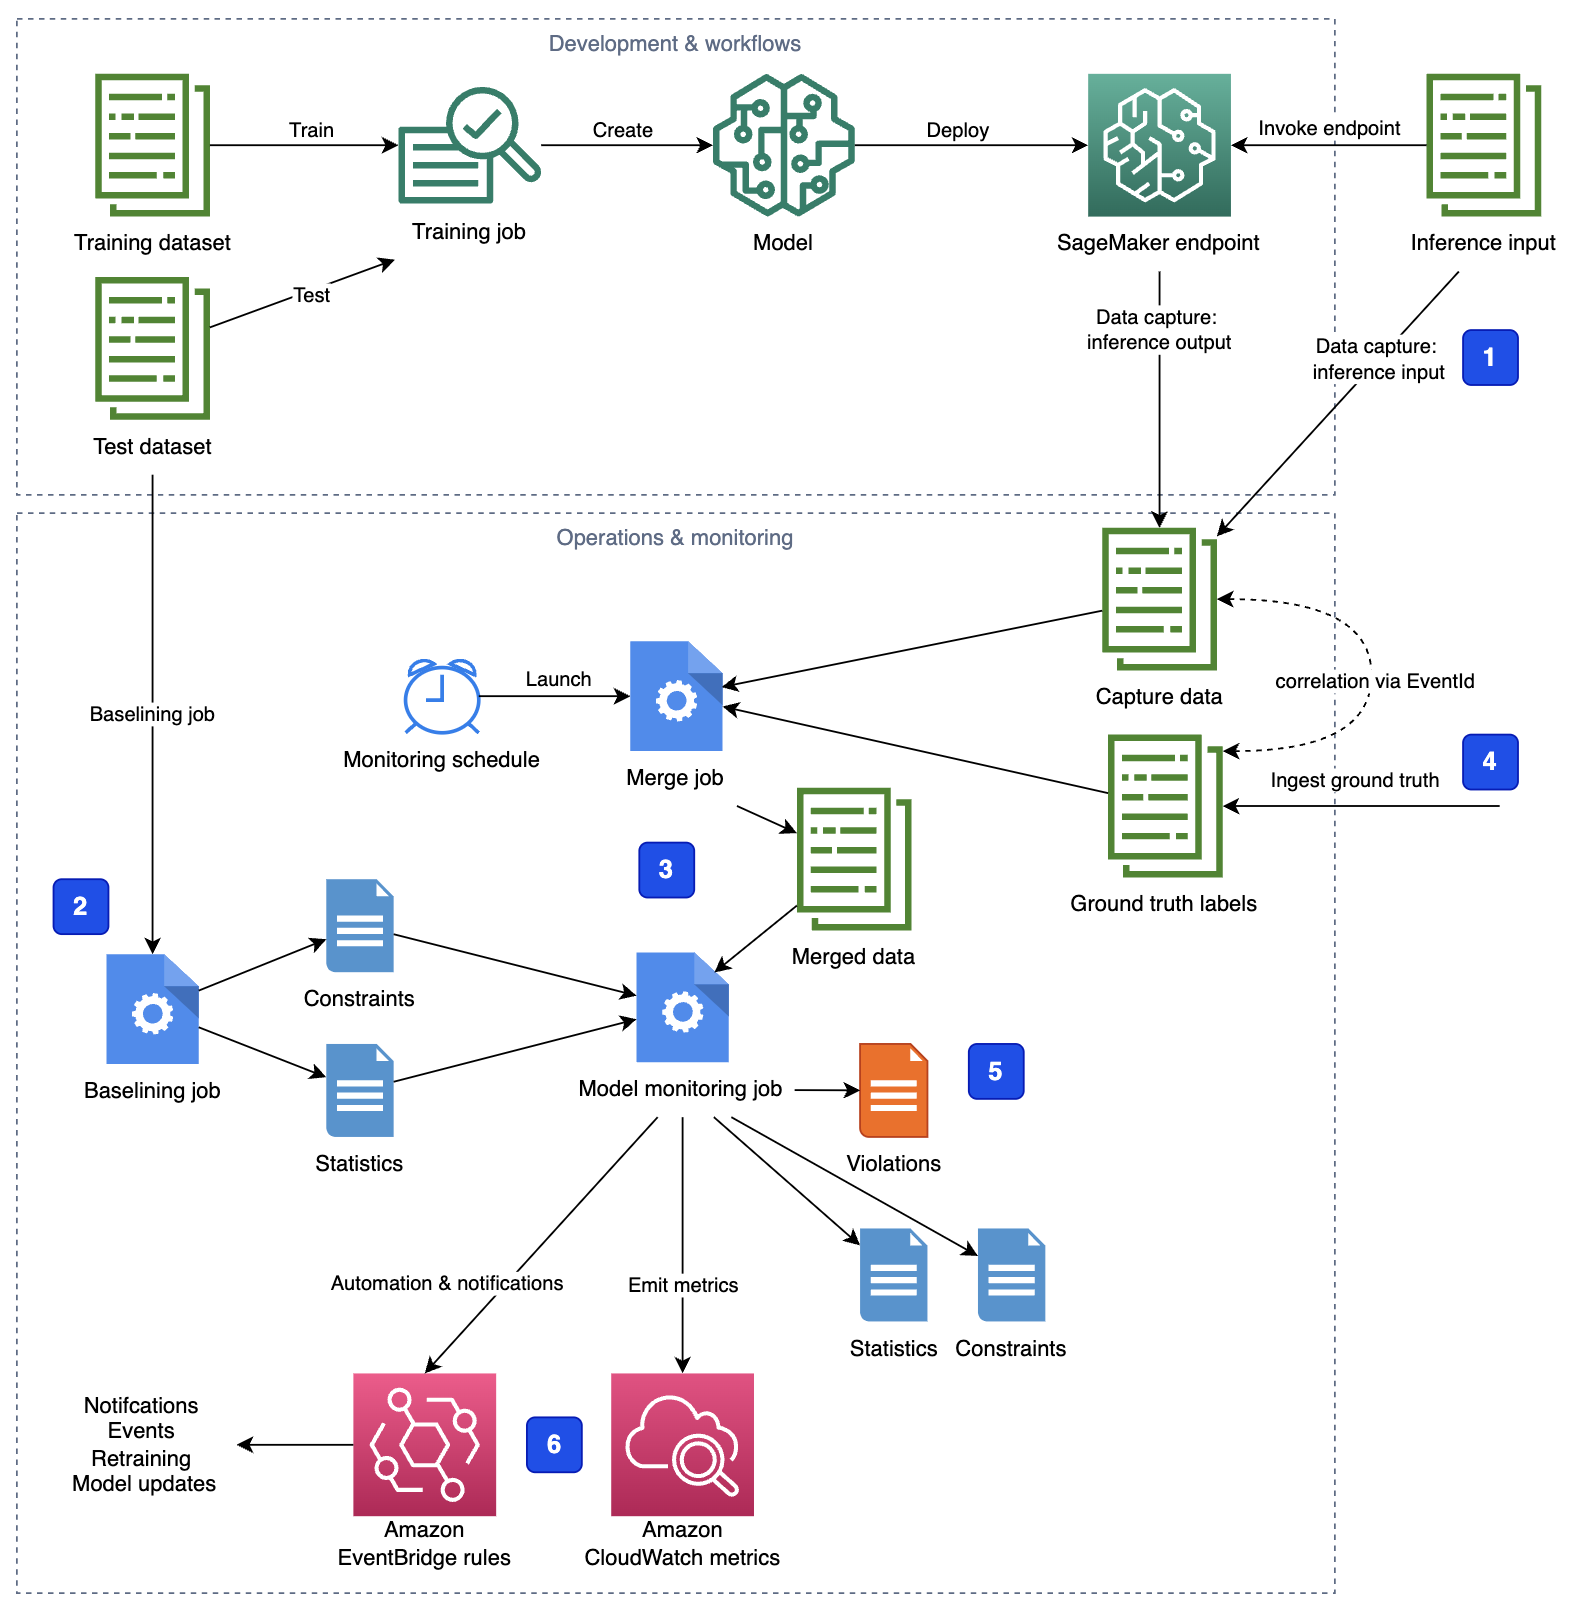 Development & workflows
Train
Create
Deploy
Invoke endpoint
Training dataset
Training job
Model
SageMaker endpoint
Inference input
Test
Data capture:
inference output
Data capture:
inference input
1
Test dataset
Operations & monitoring
Launch
correlation via EventId
Capture data
Baselining job
Monitoring schedule
Merge job
4
Ingest ground truth
3
2
Ground truth labels
Merged data
Constraints
Baselining job
Model monitoring job
5
Statistics
Violations
Automation & notifications
Emit metrics
Statistics
Constraints
Notifcations
Events
Retraining
Model updates
6
Amazon
EventBridge rules
Amazon
CloudWatch metrics